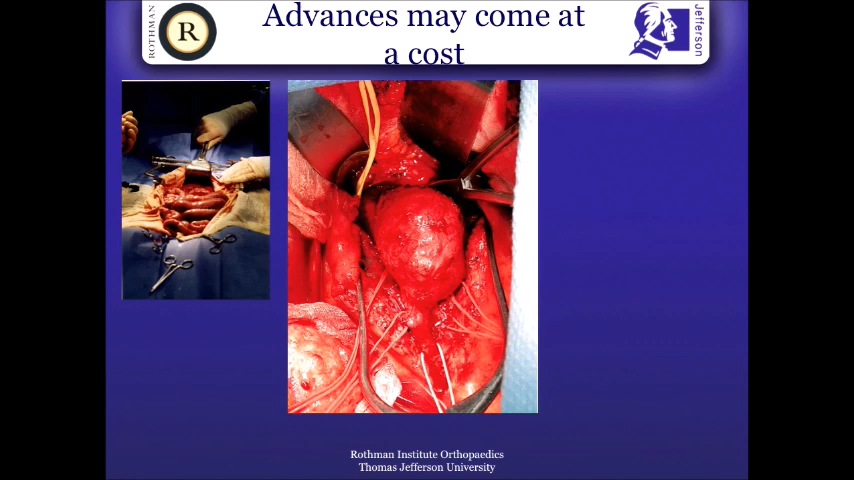 ROTHMAN
R
Advances may come at
a cost
Jefferson
Rothman Institute Orthopaedics
Thomas Jefferson University